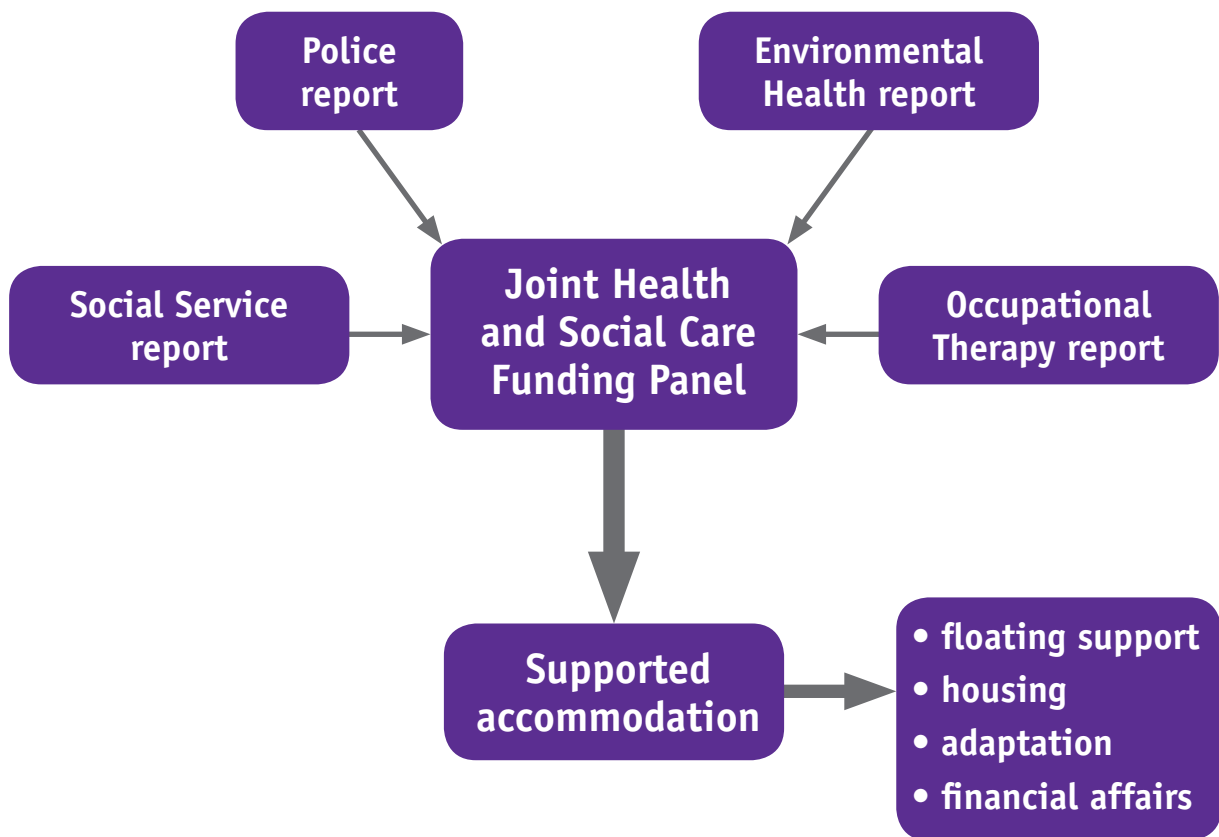 Police
report
Environmental
Health report
Social Service
report
Joint Health
and Social Care
Funding Panel
Occupational
Therapy report
Supported
accommodation
• floating support
• housing
• adaptation
• financial affairs